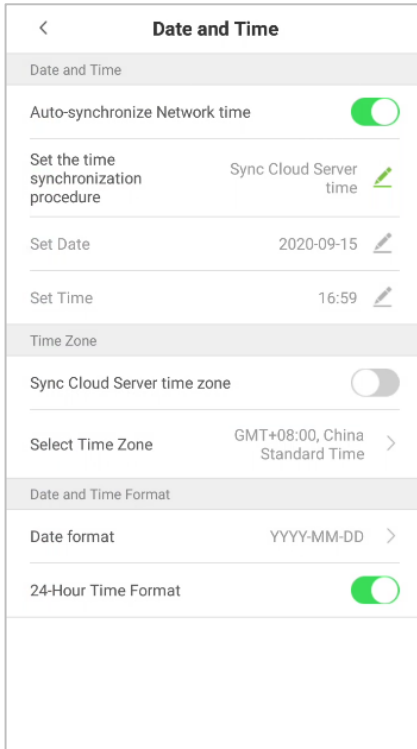 Date and Time
Date and Time
Auto-synchronize Network time
Set the time
synchronization
procedure
Sync Cloud Server
time
Set Date
2020-09-15
Set Time
16:59
Time Zone
Sync Cloud Server time zone
Select Time Zone
GMT+08:00, China
Standard Time
Date and Time Format
Date format
YYYY-MM-DD
24-Hour Time Format